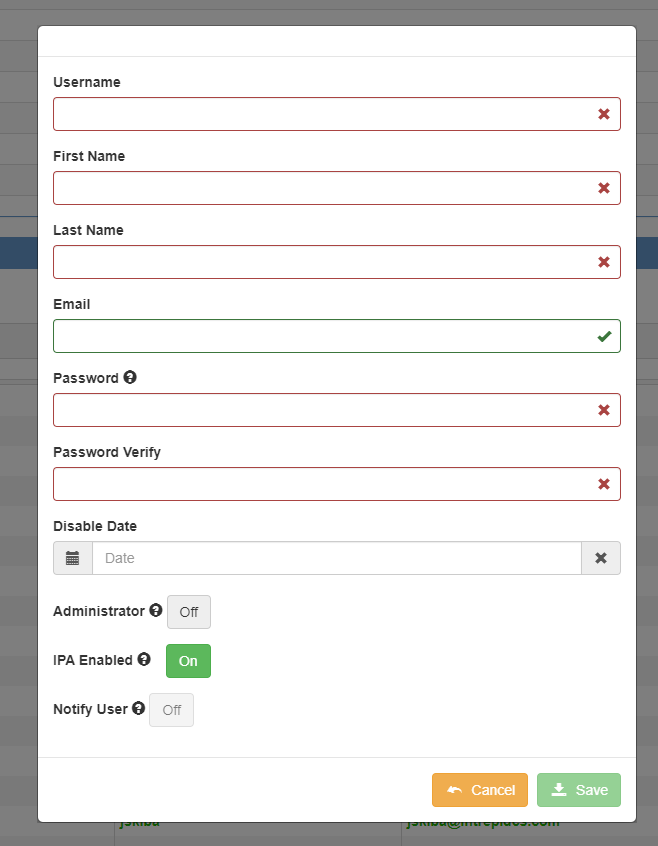 Username
First Name
Last Name
Email
Password
Password Verify
Disable Date
Date
Administrator Off
IPA Enabled On
Notify User Off
Cancel Save
jskiba jskiba@intrepidcs.com